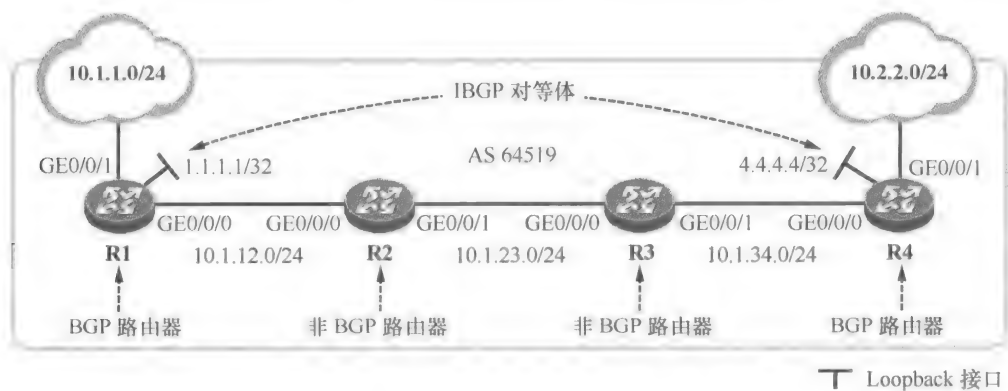 10.1.1.0/24
10.2.2.0/24
IBGP 对等体
GE0/0/1
1.1.1.1/32
AS 64519
4.4.4.4/32
GE0/0/1
GE0/0/0
GE0/0/0
GE0/0/1
GE0/0/0
GE0/0/1
GE0/0/0
R1
10.1.12.0/24
R2
10.1.23.0/24
R3
10.1.34.0/24
R4
BGP 路由器
非 BGP 路由器
非 BGP 路由器
BGP 路由器
Loopback 接口